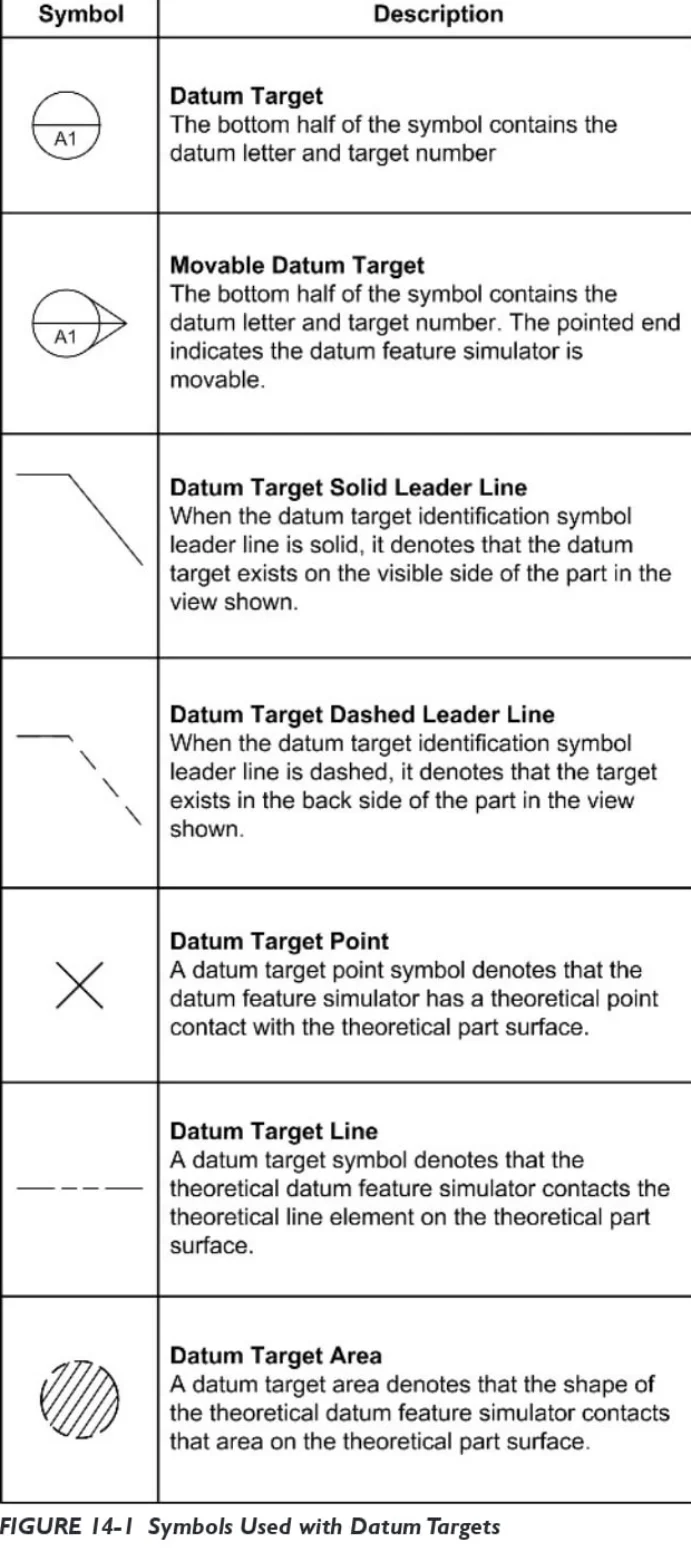 Symbol Description
Datum Target
The bottom half of the symbol contains the
datum letter and target number
A1
Movable Datum Target
The bottom half of the symbol contains the
datum letter and target number. The pointed end
indicates the datum feature simulator is
movable.
A1
Datum Target Solid Leader Line
When the datum target identification symbol
leader line is solid, it denotes that the datum
target exists on the visible side of the part in the
view shown.
Datum Target Dashed Leader Line
When the datum target identification symbol
leader line is dashed, it denotes that the target
exists in the back side of the part in the view
shown.
Datum Target Point
A datum target point symbol denotes that the
datum feature simulator has a theoretical point
contact with the theoretical part surface.
Datum Target Line
A datum target symbol denotes that the
theoretical datum feature simulator contacts the
theoretical line element on the theoretical part
surface.
Datum Target Area
A datum target area denotes that the shape of
the theoretical datum feature simulator contacts
that area on the theoretical part surface.
FIGURE 14-1 Symbols Used with Datum Targets